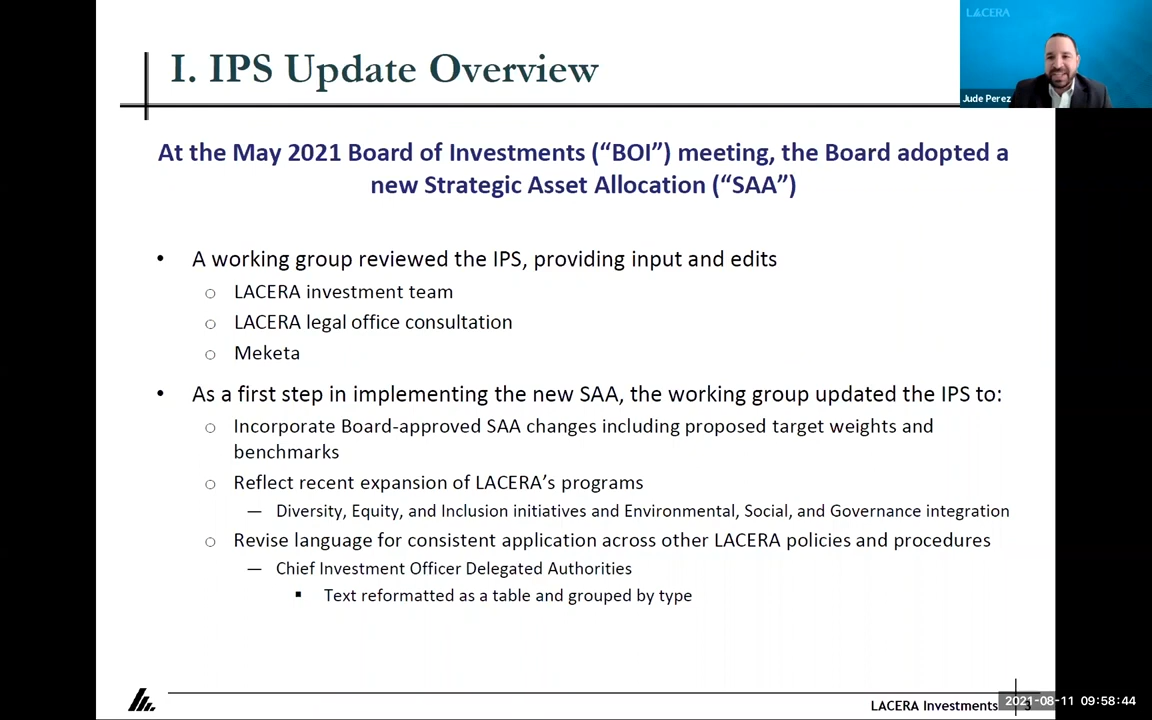 LACERA
I. IPS Update Overview
Jude Perez
At the May 2021 Board of Investments (“BOI”) meeting, the Board adopted a
new Strategic Asset Allocation (“SAA”)
• A working group reviewed the IPS, providing input and edits
o LACERA investment team
o LACERA legal office consultation
o Meketa
• As a first step in implementing the new SAA, the working group updated the IPS to:
o Incorporate Board-approved SAA changes including proposed target weights and
benchmarks
o Reflect recent expansion of LACERA’s programs
— Diversity, Equity, and Inclusion initiatives and Environmental, Social, and Governance integration
o Revise language for consistent application across other LACERA policies and procedures
— Chief Investment Officer Delegated Authorities
▪ Text reformatted as a table and grouped by type
LACERA Investments 3
2021-08-11 09:58:44